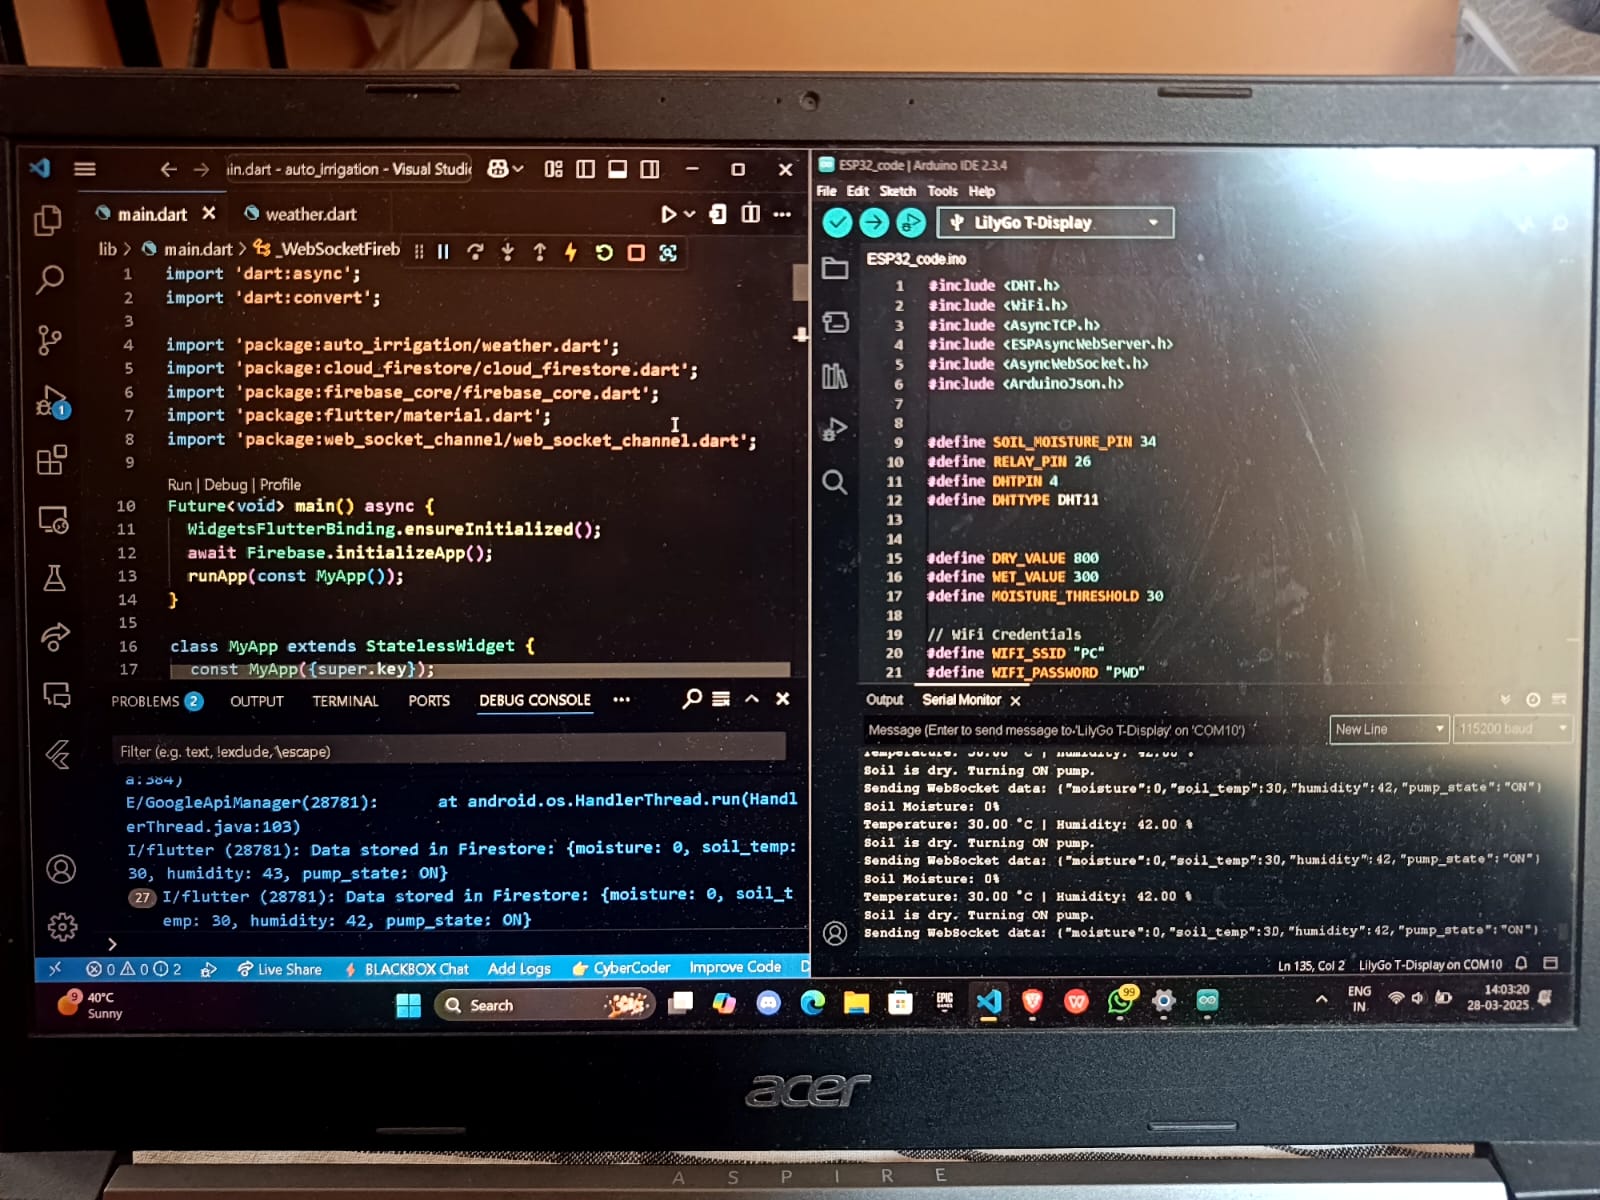 in.dart - auto_irrigation - Visual Studi
main.dart
weather.dart
lib > main.dart > _WebSocketFireb
1 import 'dart:async';
2 import 'dart:convert';
3
4 import 'package:auto_irrigation/weather.dart';
5 import 'package:cloud_firestore/cloud_firestore.dart';
6 import 'package:firebase_core/firebase_core.dart';
7 import 'package:flutter/material.dart';
8 import 'package:web_socket_channel/web_socket_channel.dart';
9
Run | Debug | Profile
10 Future<void> main() async {
11 WidgetsFlutterBinding.ensureInitialized();
12 await Firebase.initializeApp();
13 runApp(const MyApp());
14 }
15
16 class MyApp extends StatelessWidget {
17 const MyApp({super.key});
1
PROBLEMS 2 OUTPUT TERMINAL PORTS DEBUG CONSOLE
Filter (e.g. text, !exclude, \escape)
a:384)
E/GoogleApiManager(28781): at android.os.HandlerThread.run(Handl
erThread.java:103)
I/flutter (28781): Data stored in Firestore: {moisture: 0, soil_temp:
30, humidity: 43, pump_state: ON}
27 I/flutter (28781): Data stored in Firestore: {moisture: 0, soil_t
emp: 30, humidity: 42, pump_state: ON}
>
0 0 2 Live Share BLACKBOX Chat Add Logs CyberCoder Improve Code D
ESP32_code | Arduino IDE 2.3.4
File Edit Sketch Tools Help
LilyGo T-Display
ESP32_code.ino
1 #include <DHT.h>
2 #include <WiFi.h>
3 #include <AsyncTCP.h>
4 #include <ESPAsyncWebServer.h>
5 #include <AsyncWebSocket.h>
6 #include <ArduinoJson.h>
7
8
9 #define SOIL_MOISTURE_PIN 34
10 #define RELAY_PIN 26
11 #define DHTPIN 4
12 #define DHTTYPE DHT11
13
14
15 #define DRY_VALUE 800
16 #define WET_VALUE 300
17 #define MOISTURE_THRESHOLD 30
18
19 // WiFi Credentials
20 #define WIFI_SSID "PC"
21 #define WIFI_PASSWORD "PWD"
Output Serial Monitor
Message (Enter to send message to 'LilyGo T-Display' on 'COM10')
New Line
115200 baud
Temperature: 30.00 °C | Humidity: 42.00 %
Soil is dry. Turning ON pump.
Sending WebSocket data: {"moisture":0,"soil_temp":30,"humidity":42,"pump_state":"ON"}
Soil Moisture: 0%
Temperature: 30.00 °C | Humidity: 42.00 %
Soil is dry. Turning ON pump.
Sending WebSocket data: {"moisture":0,"soil_temp":30,"humidity":42,"pump_state":"ON"}
Soil Moisture: 0%
Temperature: 30.00 °C | Humidity: 42.00 %
Soil is dry. Turning ON pump.
Sending WebSocket data: {"moisture":0,"soil_temp":30,"humidity":42,"pump_state":"ON"}
Ln 135, Col 2 LilyGo T-Display on COM10
9 40°C
Sunny
Search
EPIC
99
ENG
IN
14:03:20
28-03-2025
acer
ASPIRE